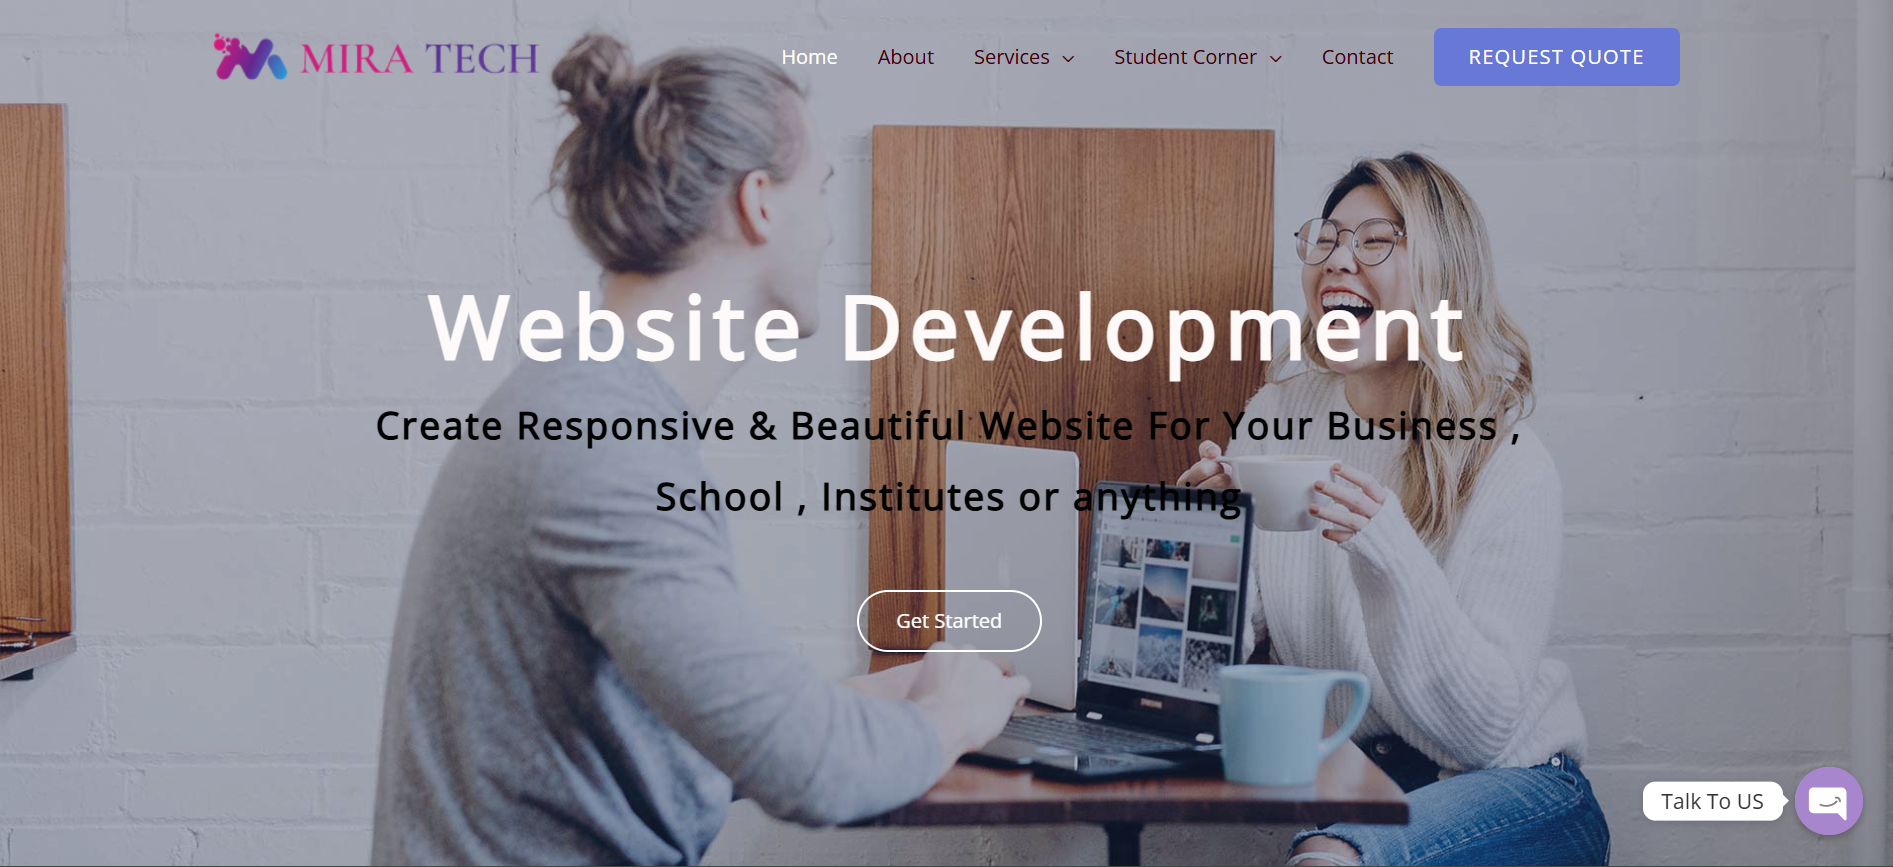 MIRA TECH
Home About Services Student Corner Contact REQUEST QUOTE
Website Development
Create Responsive & Beautiful Website For Your Business ,
School , Institutes or anything
Get Started
Talk To US